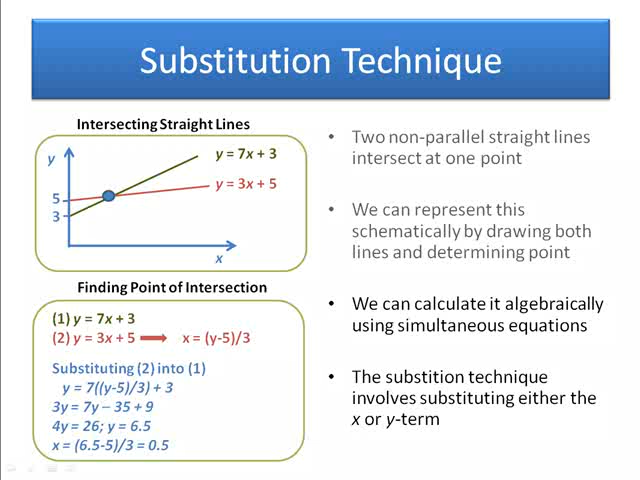 Substitution Technique
Intersecting Straight Lines
y
y = 7x + 3
y = 3x + 5
5
3
x
Finding Point of Intersection
(1) y = 7x + 3
(2) y = 3x + 5 → x = (y-5)/3
Substituting (2) into (1)
y = 7((y-5)/3) + 3
3y = 7y – 35 + 9
4y = 26; y = 6.5
x = (6.5-5)/3 = 0.5
• Two non-parallel straight lines
intersect at one point
• We can represent this
schematically by drawing both
lines and determining point
• We can calculate it algebraically
using simultaneous equations
• The substition technique
involves substituting either the
x or y-term